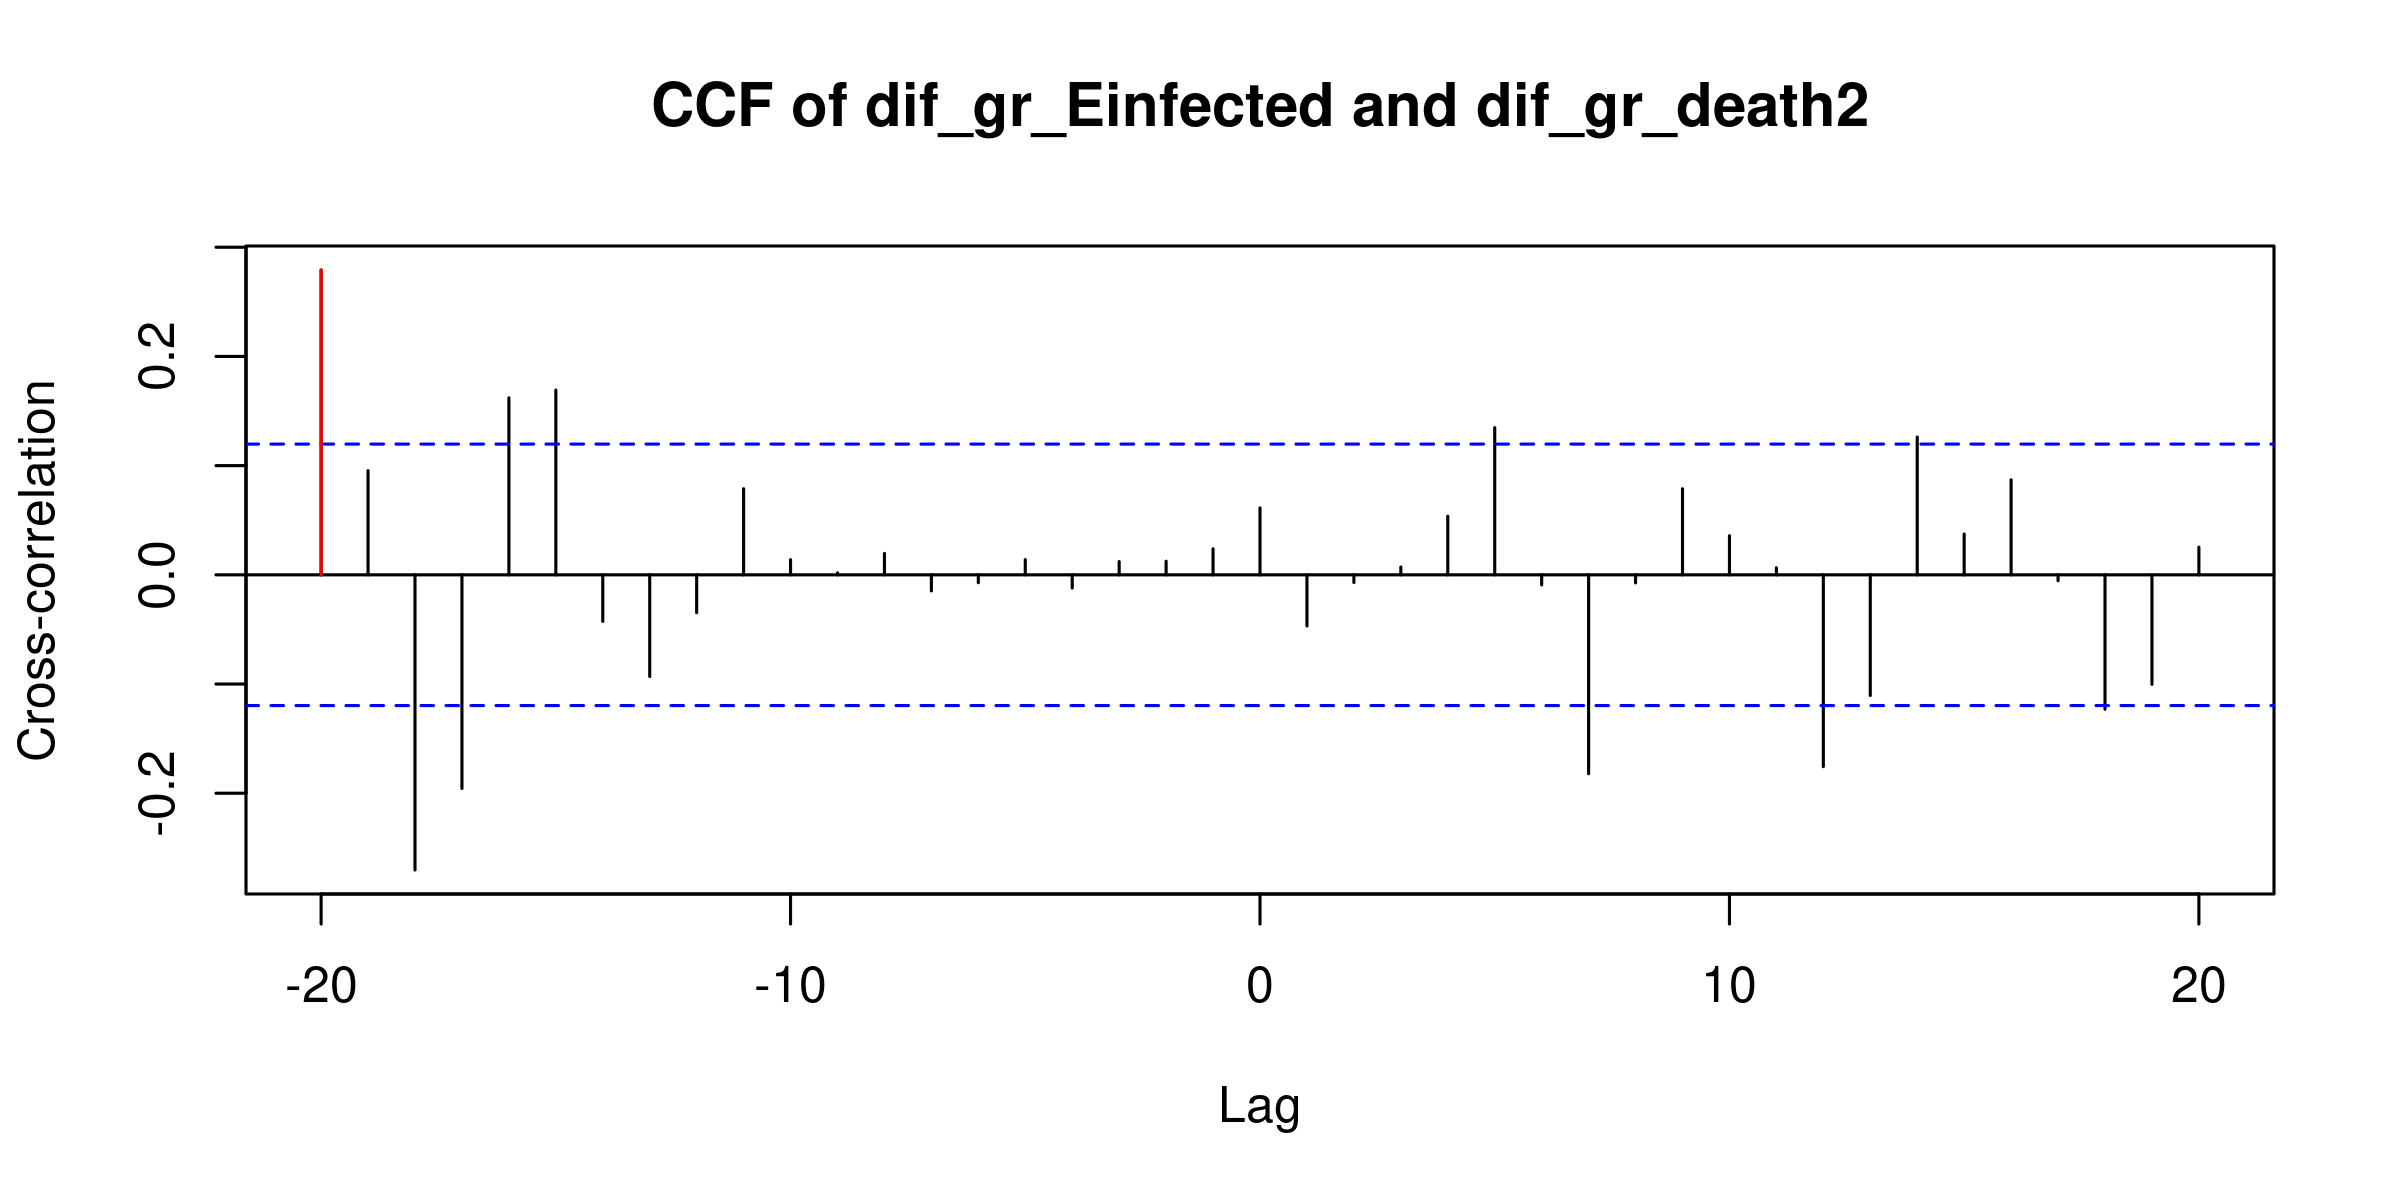 CCF of dif_gr_Einfected and dif_gr_death2
Cross-correlation
0.2
0.0
-0.2
-20
-10
0
10
20
Lag